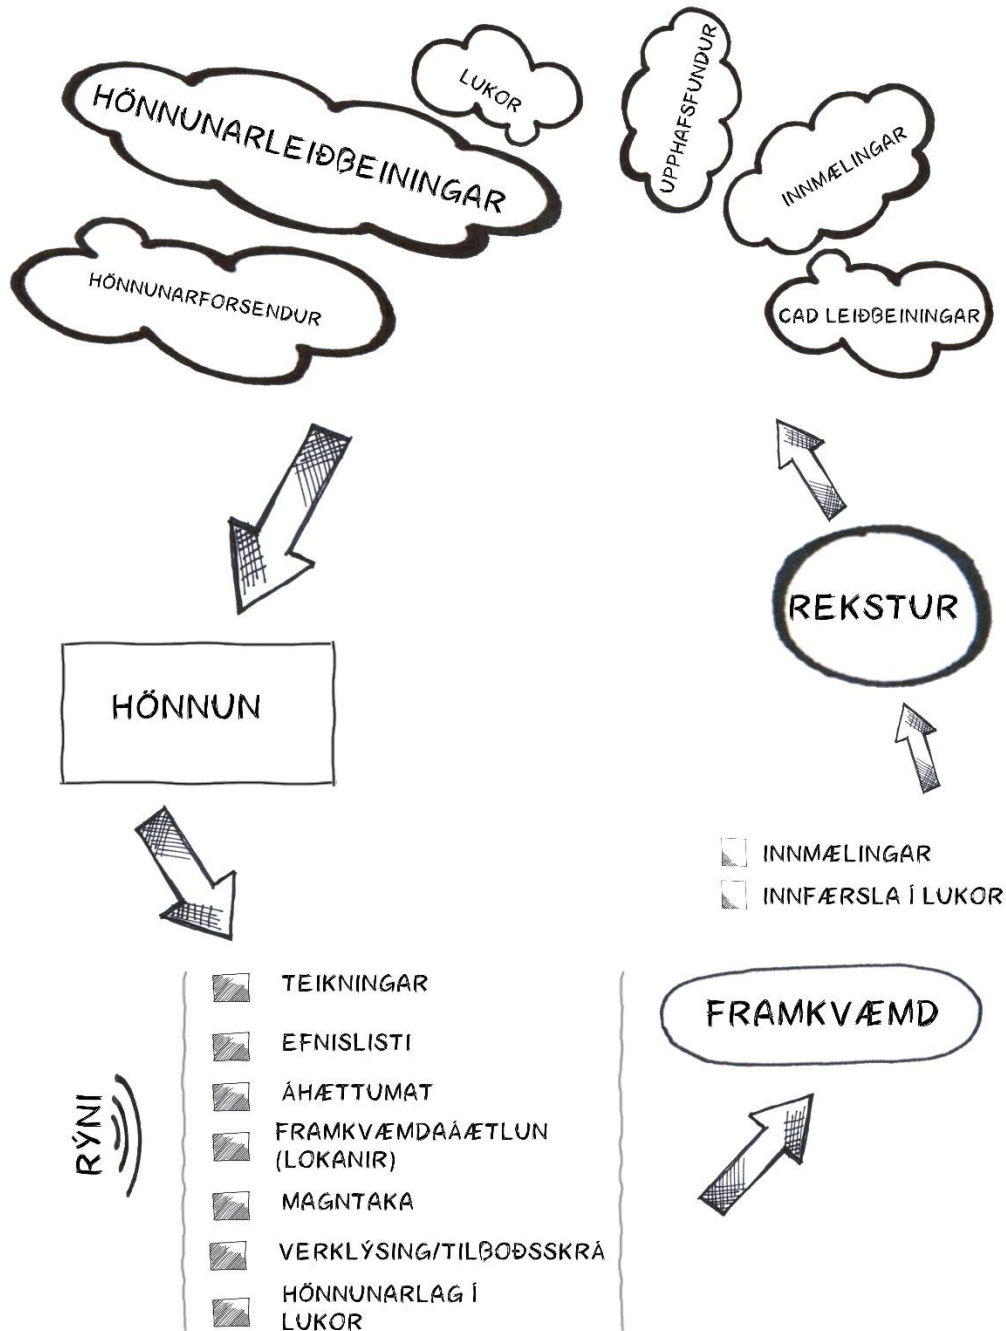 LUKOR
UPPHAFSFUNDUR
HÖNNUNARLEIÐBEININGAR
INNMÆLINGAR
HÖNNUNARFORSENDUR
CAD LEIÐBEININGAR
REKSTUR
HÖNNUN
INNMÆLINGAR
INNFÆRSLA Í LUKOR
FRAMKVÆMD
RÝNI
TEIKNINGAR
EFNISLISTI
ÁHÆTTUMAT
FRAMKVÆMDAÁÆTLUN
(LOKANIR)
MAGNTAKA
VERKLÝSING/TILBOÐSSKRÁ
HÖNNUNARLAG Í
LUKOR